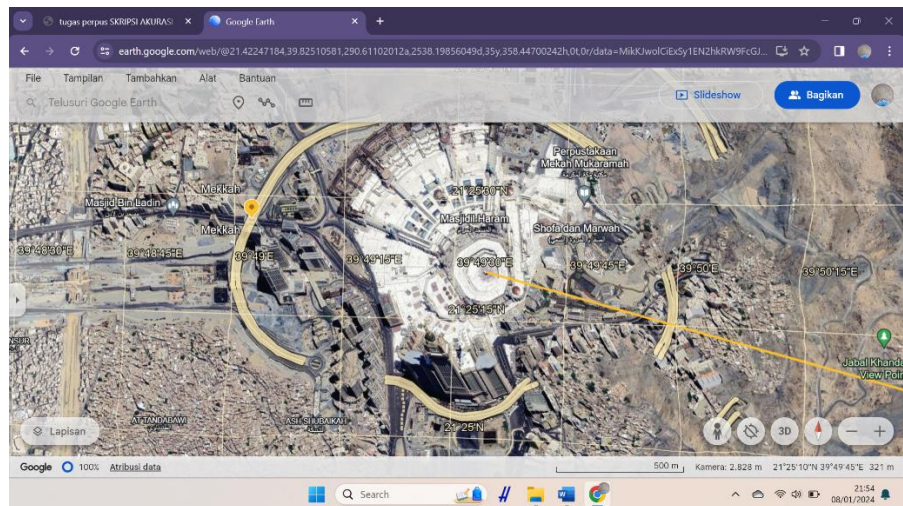 tugas perpus SKRIPSI AKURASI
Google Earth
earth.google.com/web/@21.42247184,39.82510581,290.61102012a,2538.19856049d,35y,358.44700242h,0t,0r/data=MikKJwolCiExSy1EN2hkRW9FcGJ...
File Tampilan Tambahkan Alat Bantuan
Telusuri Google Earth
Slideshow
Bagikan
Perpustakaan
Mekah Mukaramah
Mekkah
Masjid Bin Ladin
21°25'30"N
Masjidil Haram
المسجد الحرام
Shofa dan Marwah
Mekkah
39°48'30"E
39°48'45"E
39°49'E
39°49'15"E
39°49'30"E
39°49'45"E
39°50'E
39°50'15"E
21°25'15"N
Jabal Khanda
View Poin
AT TANDABAWI
ASH SHUBAIKAH
21°25'N
Lapisan
3D
Google 100% Atribusi data
500 m Kamera: 2.828 m 21°25'10"N 39°49'45"E 321 m
Search
21:54
08/01/2024